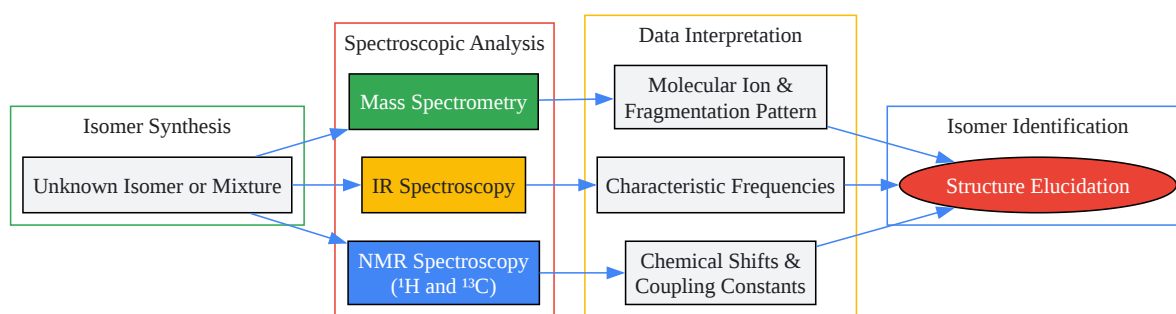 Isomer Synthesis
Unknown Isomer or Mixture
Spectroscopic Analysis
Mass Spectrometry
IR Spectroscopy
NMR Spectroscopy
(¹H and ¹³C)
Data Interpretation
Molecular Ion &
Fragmentation Pattern
Characteristic Frequencies
Chemical Shifts &
Coupling Constants
Isomer Identification
Structure Elucidation